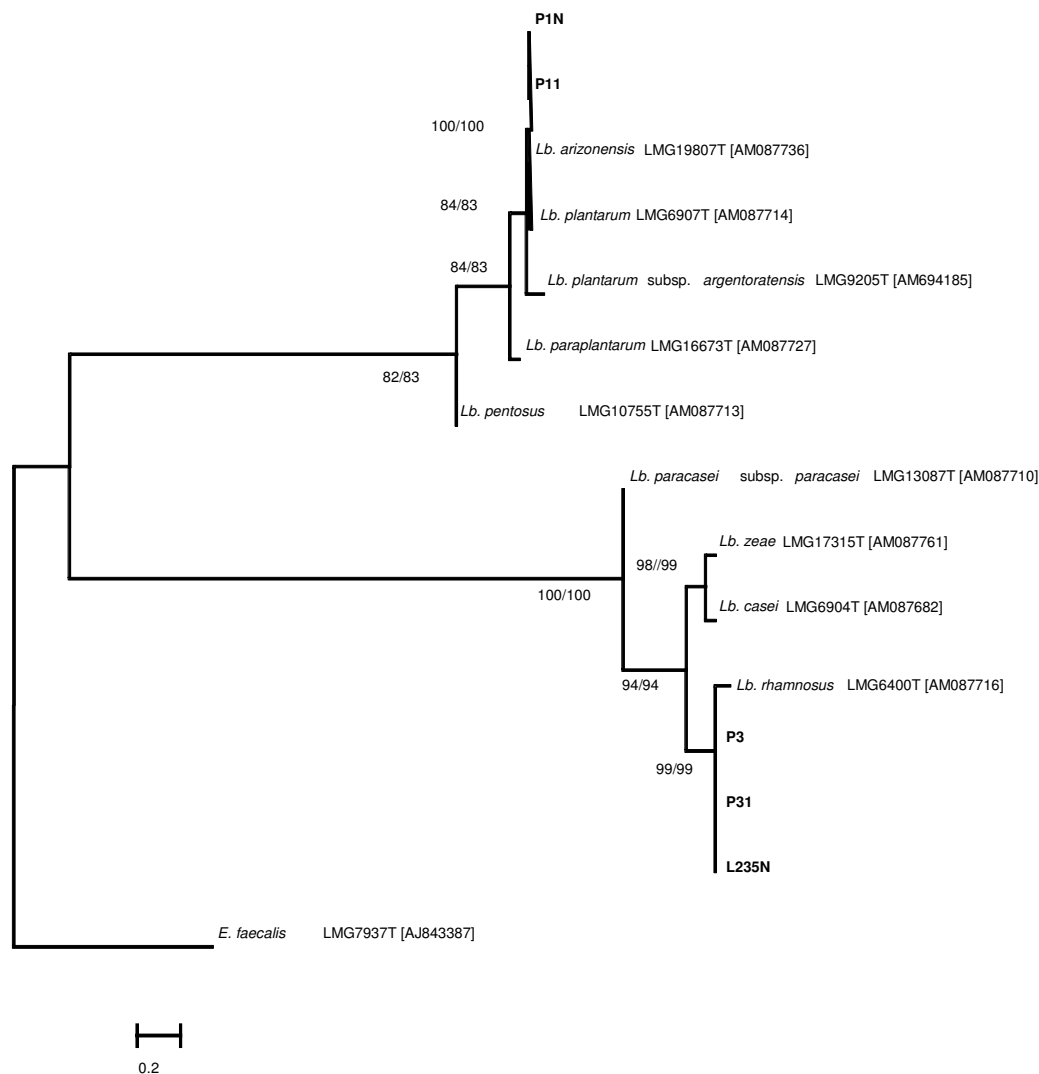 P1N
P11
100/100
Lb. arizonensis LMG19807T [AM087736]
84/83
Lb. plantarum LMG6907T [AM087714]
84/83
Lb. plantarum subsp. argentoratensis LMG9205T [AM694185]
Lb. paraplantarum LMG16673T [AM087727]
82/83
Lb. pentosus LMG10755T [AM087713]
Lb. paracasei subsp. paracasei LMG13087T [AM087710]
Lb. zeae LMG17315T [AM087761]
98//99
100/100
Lb. casei LMG6904T [AM087682]
94/94
Lb. rhamnosus LMG6400T [AM087716]
P3
99/99
P31
L235N
E. faecalis LMG7937T [AJ843387]
0.2